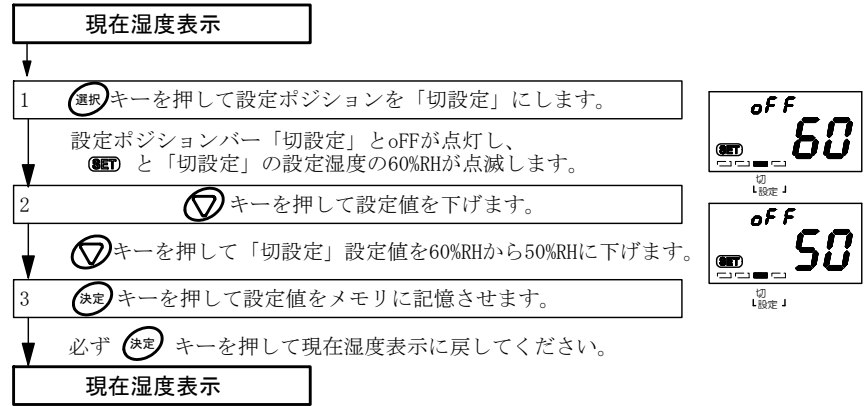 現在湿度表示
1 選択キーを押して設定ポジションを「切設定」にします。
設定ポジションバー「切設定」とoFFが点灯し、
SET と「切設定」の設定湿度の60%RHが点滅します。
oFF
60
SET
切
設定
2 キーを押して設定値を下げます。
キーを押して「切設定」設定値を60%RHから50%RHに下げます。
oFF
50
SET
切
設定
3 決定キーを押して設定値をメモリに記憶させます。
必ず 決定 キーを押して現在湿度表示に戻してください。
現在湿度表示